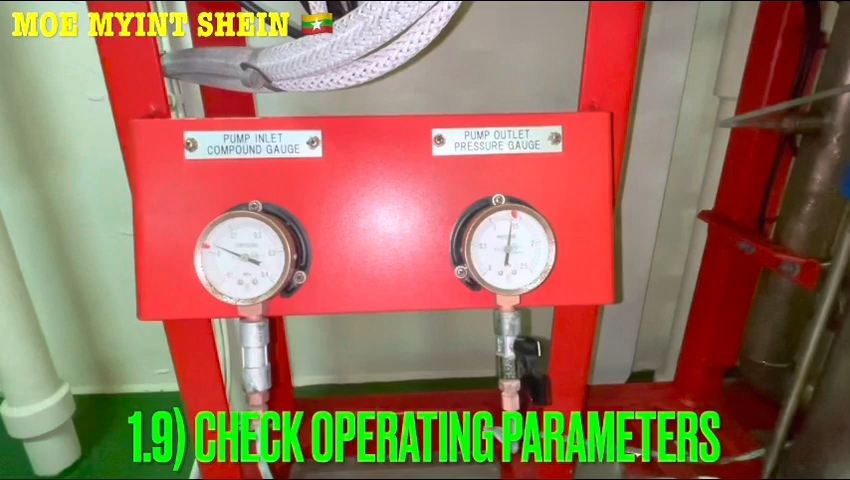 MOE MYINT SHEIN 🇲🇲
PUMP INLET
COMPOUND GAUGE
PUMP OUTLET
PRESSURE GAUGE
1.9) CHECK OPERATING PARAMETERS